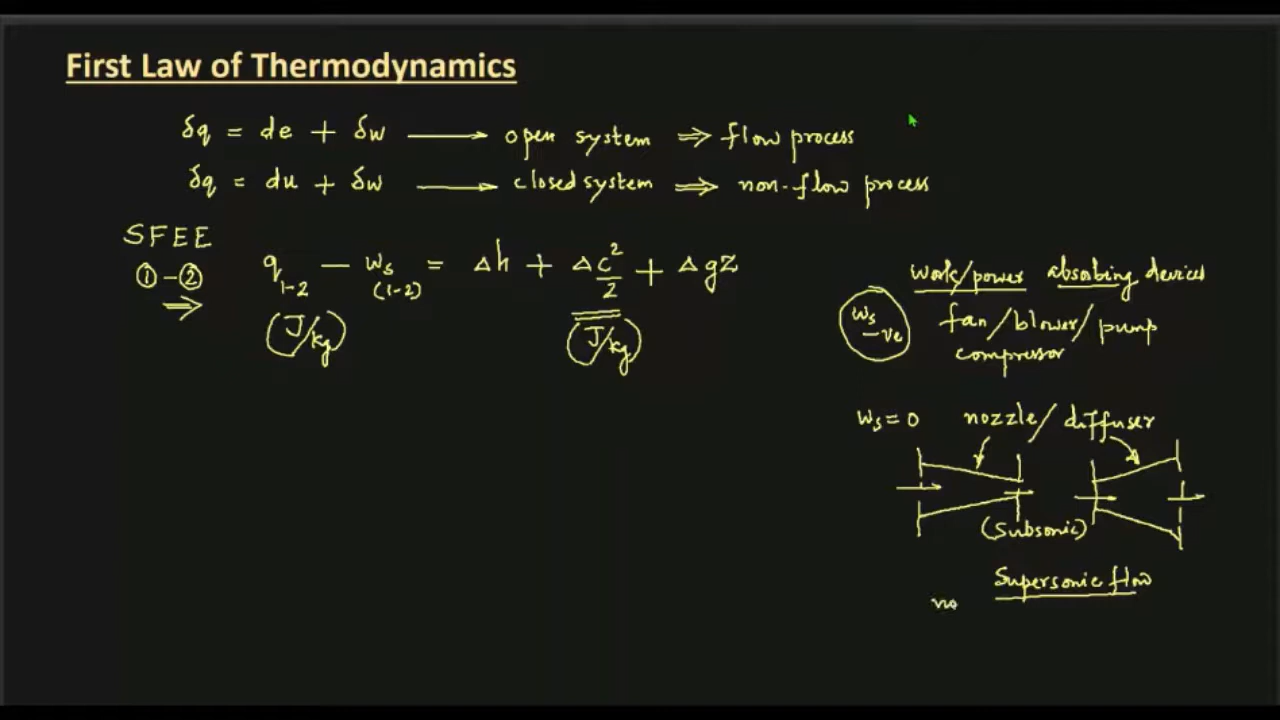 First Law of Thermodynamics
δq = de + δw ⟶ open system ⇒ flow process
δq = du + δw ⟶ closed system ⇒ non-flow process
SFEE
①-② q₁₋₂ − wₛ₍₁₋₂₎ = Δh + Δc²/2 + Δgz
⇒
(J/kg) (J/kg)
work/power absorbing devices
wₛ -ve fan/blower/pump
compressor
wₛ = 0 nozzle/diffuser
(subsonic)
Supersonic flow
no